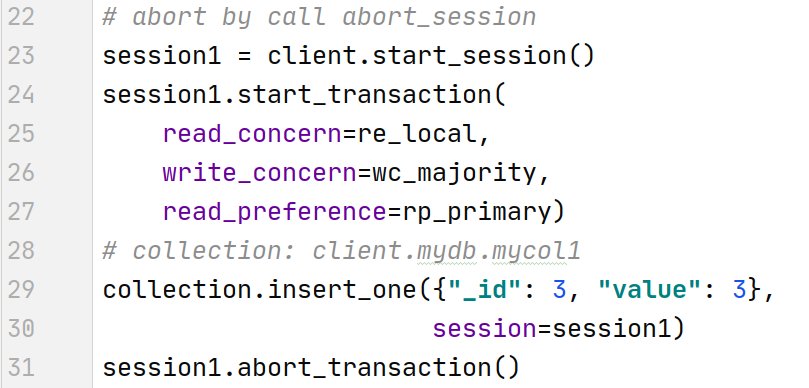 22 # abort by call abort_session
23 session1 = client.start_session()
24 session1.start_transaction(
25     read_concern=re_local,
26     write_concern=wc_majority,
27     read_preference=rp_primary)
28 # collection: client.mydb.mycol1
29 collection.insert_one({"_id": 3, "value": 3},
30                       session=session1)
31 session1.abort_transaction()